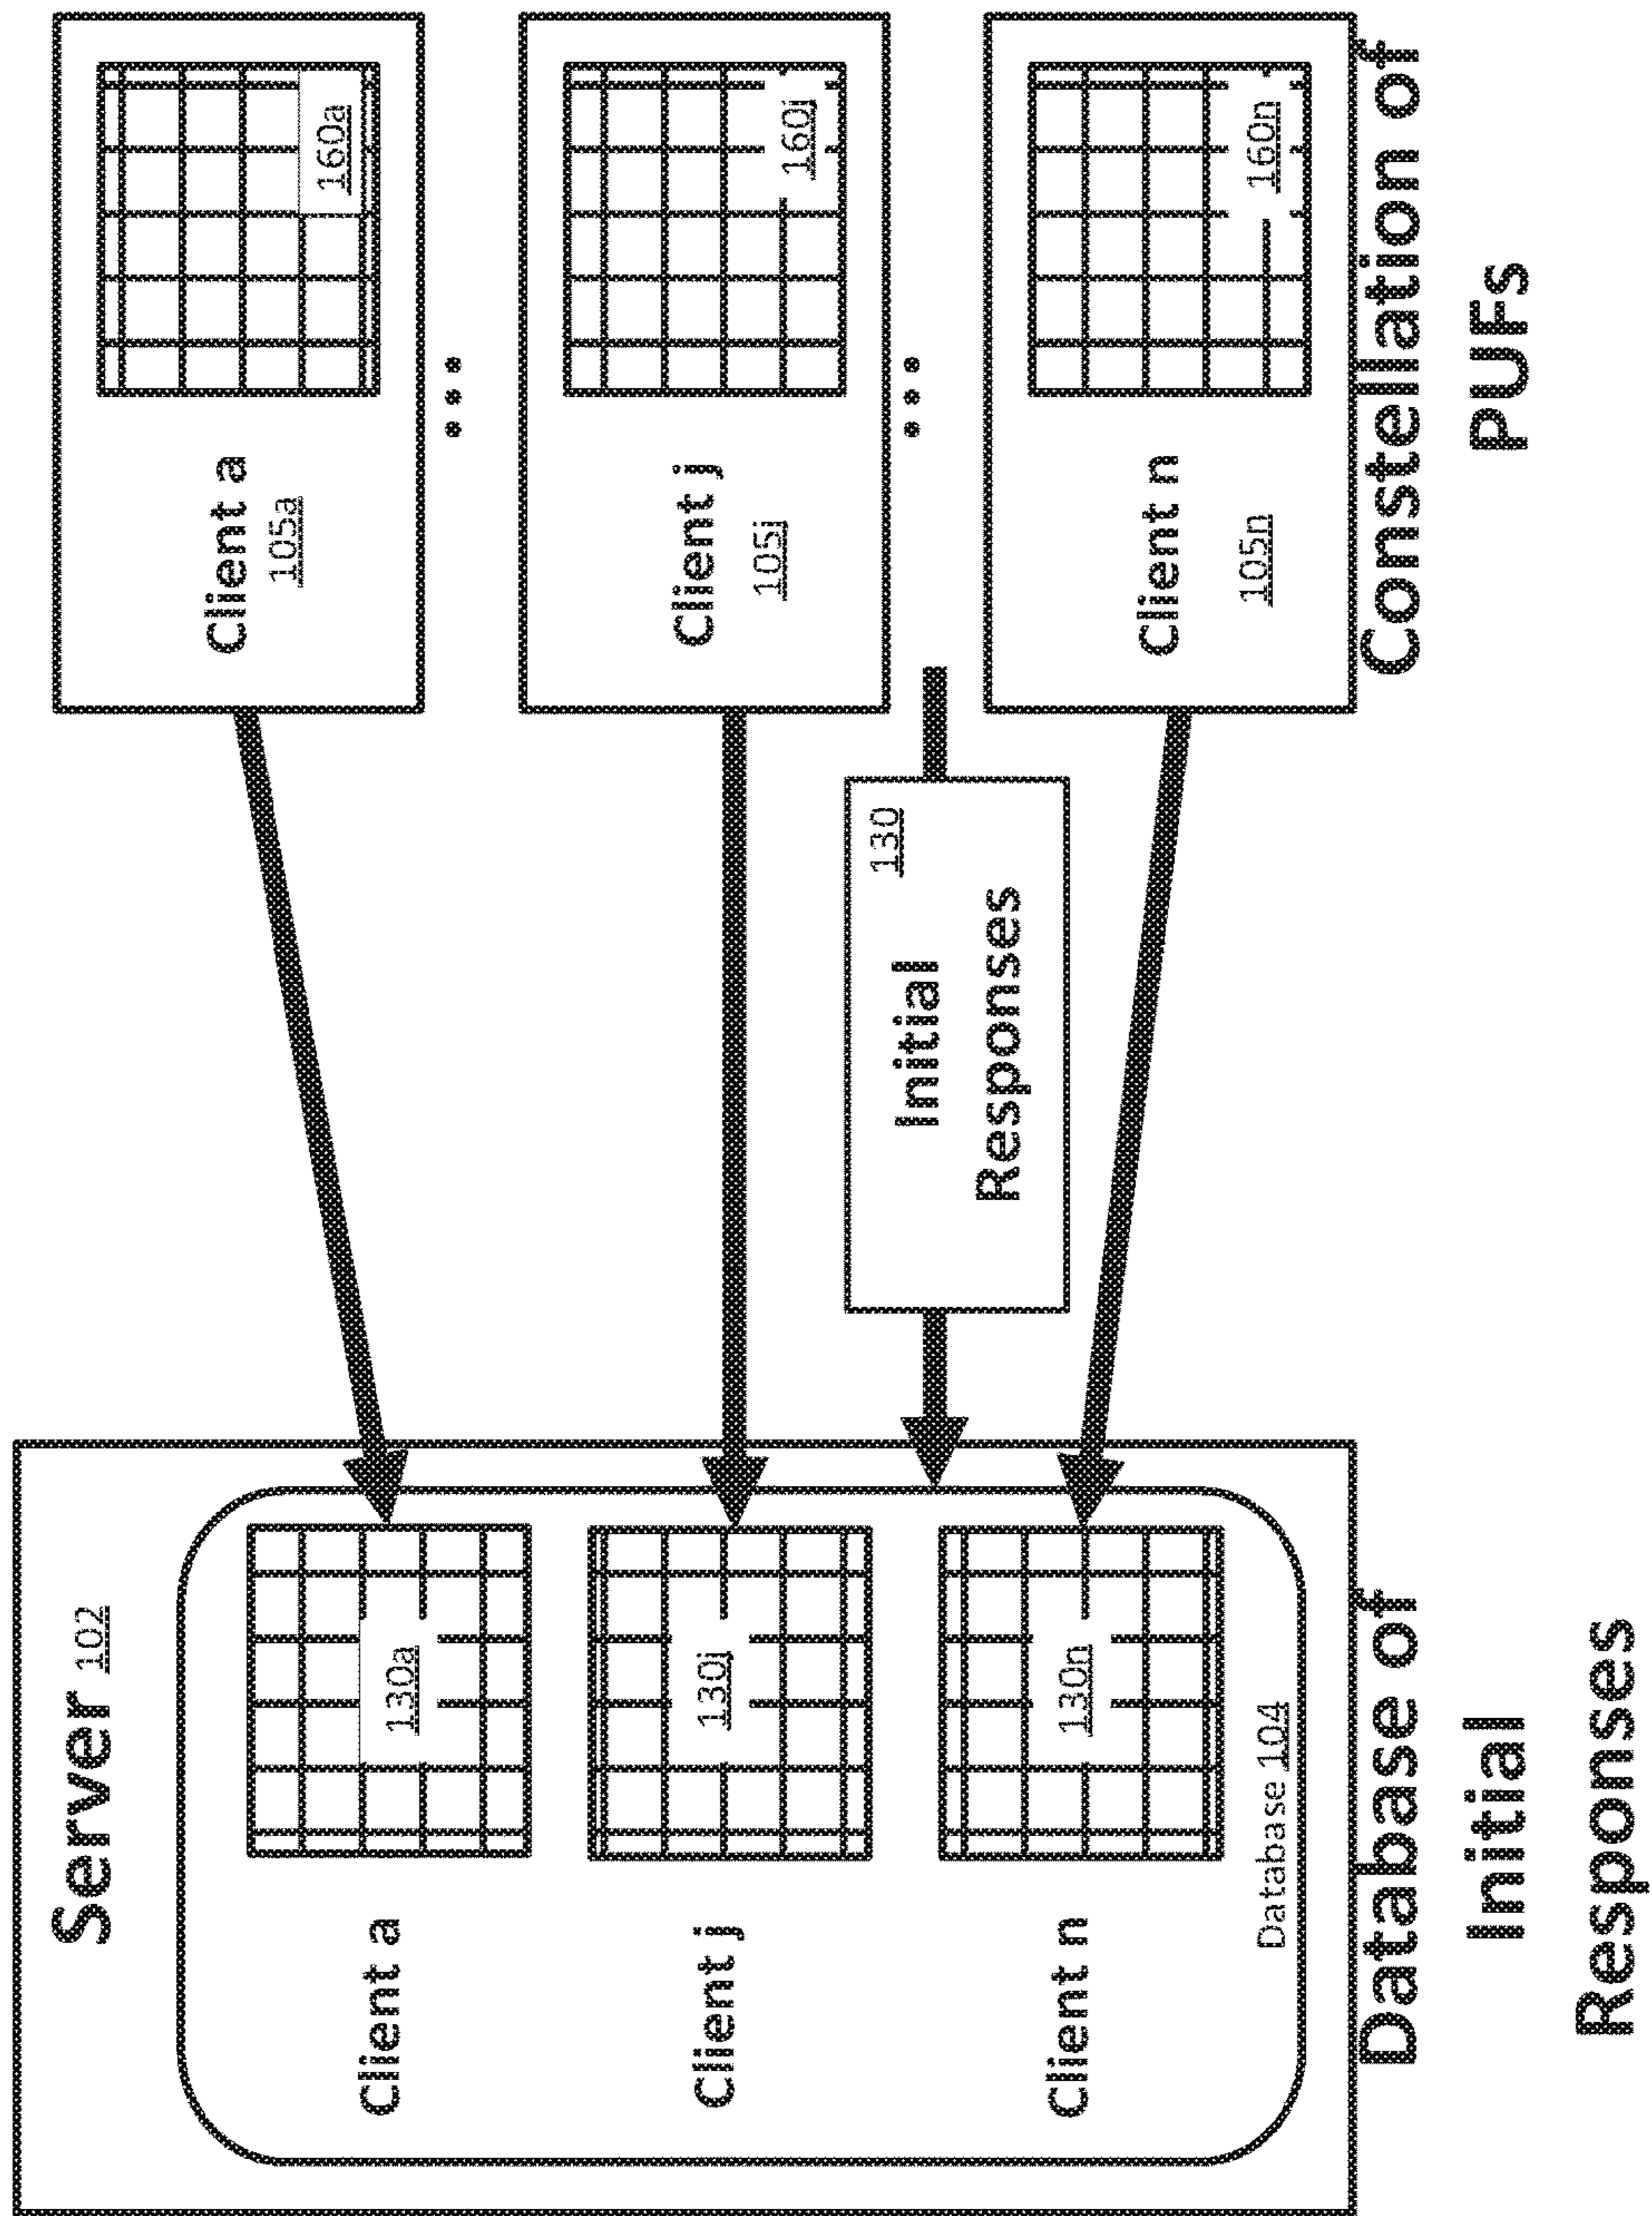 Server 102
Client a
130a
Client j
130j
Client n
130n
Database 104
Database of
Initial
Responses
130
Initial
Responses
Client a
105a
160a
...
Client j
105j
160j
...
Client n
105n
160n
Constellation of
PUFs